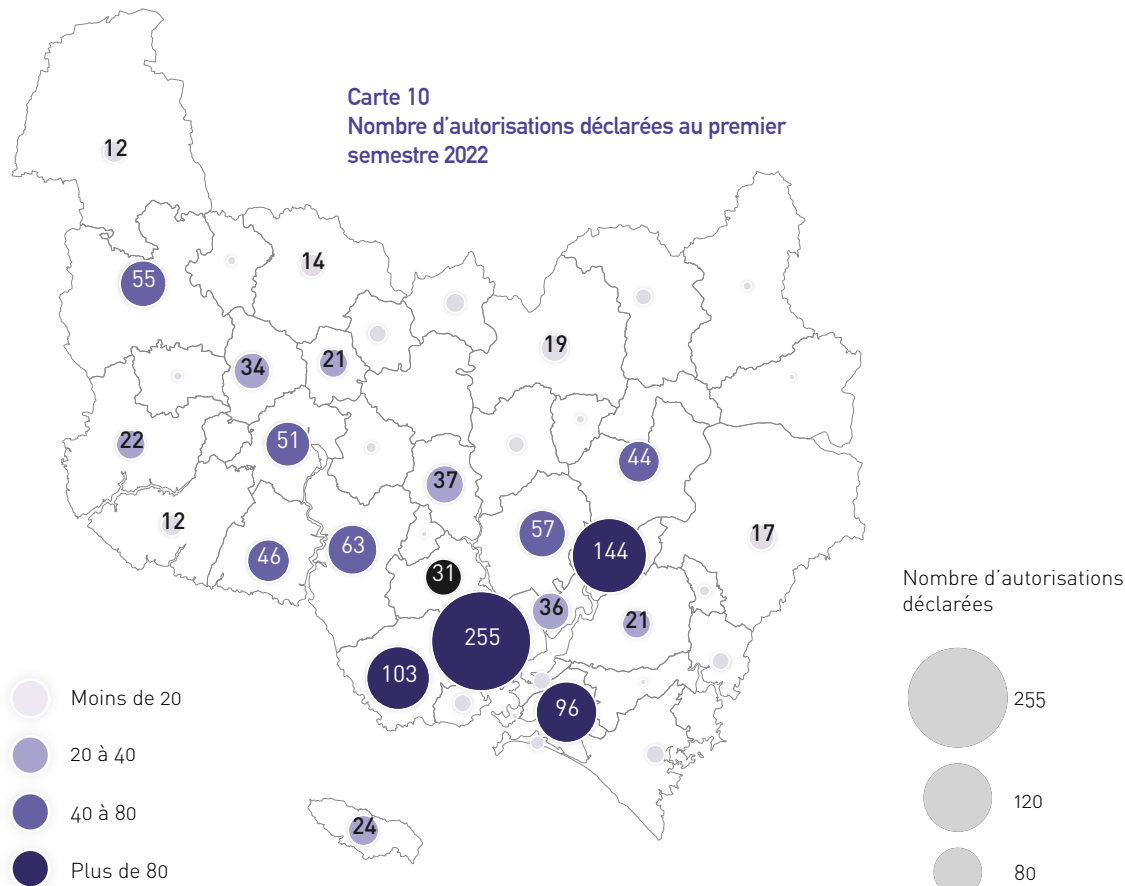 Carte 10
Nombre d'autorisations déclarées au premier
semestre 2022
12
55
14
19
34
21
22
51
37
44
12
46
63
57
144
17
31
36
21
255
103
96
24
Moins de 20
20 à 40
40 à 80
Plus de 80
Nombre d'autorisations
déclarées
255
120
80